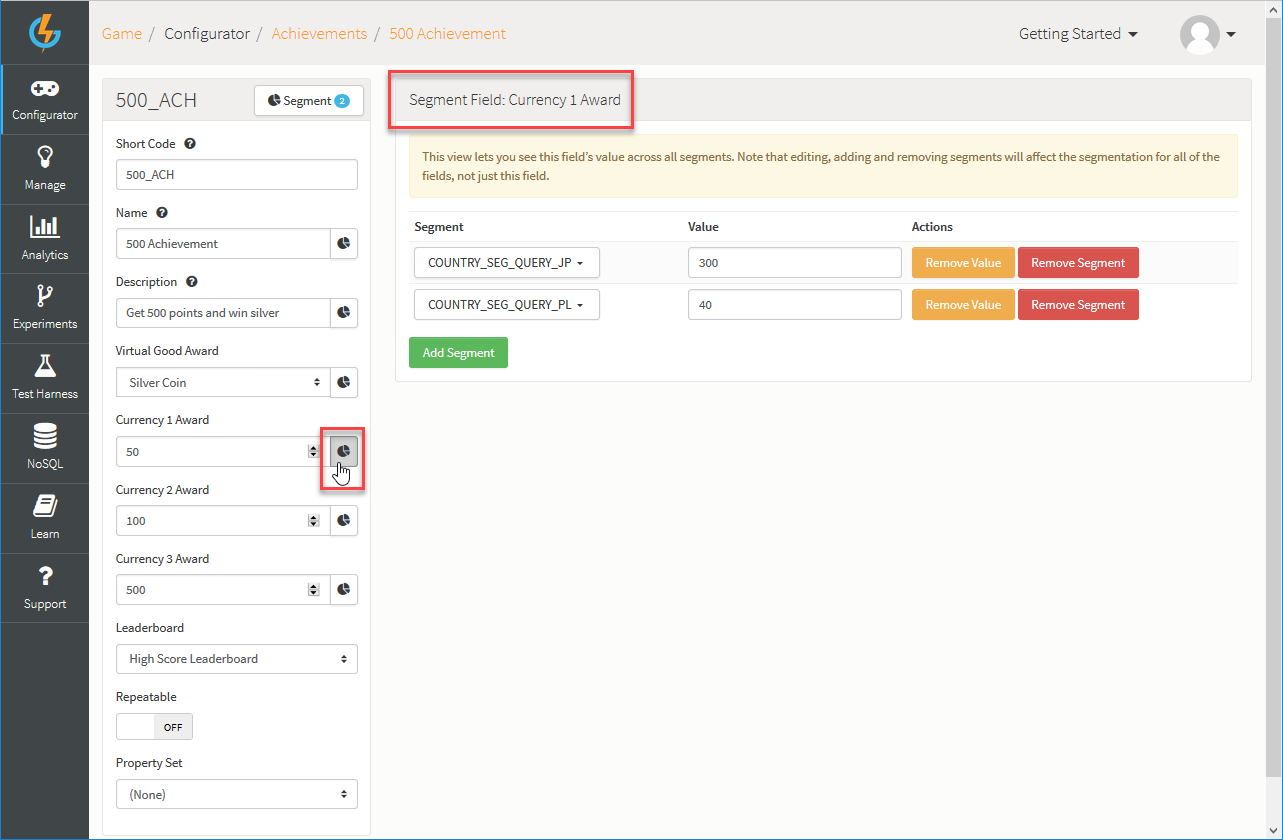 Game / Configurator / Achievements / 500 Achievement
Getting Started
Configurator
Manage
Analytics
Experiments
Test Harness
NoSQL
Learn
Support
500_ACH
Segment 2
Short Code
500_ACH
Name
500 Achievement
Description
Get 500 points and win silver
Virtual Good Award
Silver Coin
Currency 1 Award
50
Currency 2 Award
100
Currency 3 Award
500
Leaderboard
High Score Leaderboard
Repeatable
OFF
Property Set
(None)
Segment Field: Currency 1 Award
This view lets you see this field's value across all segments. Note that editing, adding and removing segments will affect the segmentation for all of the
fields, not just this field.
Segment Value Actions
COUNTRY_SEG_QUERY_JP 300 Remove Value Remove Segment
COUNTRY_SEG_QUERY_PL 40 Remove Value Remove Segment
Add Segment